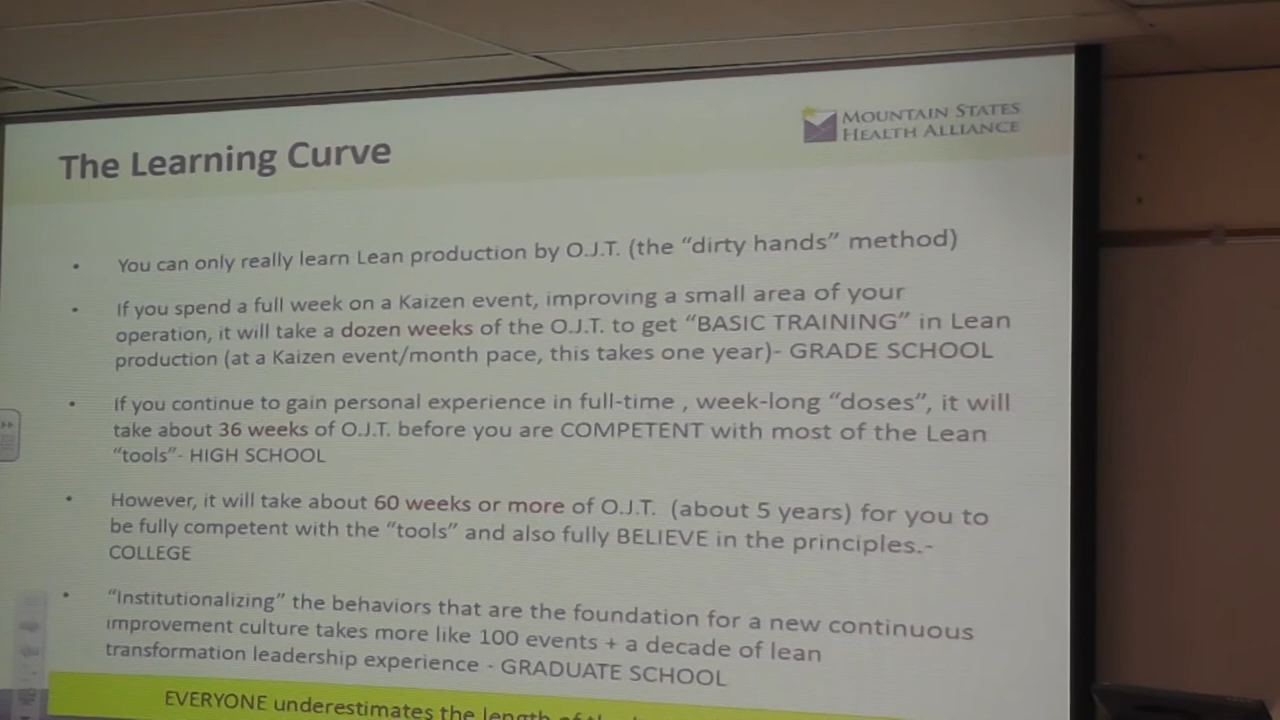 MOUNTAIN STATES
HEALTH ALLIANCE
The Learning Curve
• You can only really learn Lean production by O.J.T. (the “dirty hands” method)
• If you spend a full week on a Kaizen event, improving a small area of your
operation, it will take a dozen weeks of the O.J.T. to get “BASIC TRAINING” in Lean
production (at a Kaizen event/month pace, this takes one year)- GRADE SCHOOL
• If you continue to gain personal experience in full-time , week-long “doses”, it will
take about 36 weeks of O.J.T. before you are COMPETENT with most of the Lean
“tools”- HIGH SCHOOL
• However, it will take about 60 weeks or more of O.J.T. (about 5 years) for you to
be fully competent with the “tools” and also fully BELIEVE in the principles.-
COLLEGE
• “Institutionalizing” the behaviors that are the foundation for a new continuous
improvement culture takes more like 100 events + a decade of lean
transformation leadership experience - GRADUATE SCHOOL
EVERYONE underestimates the length of